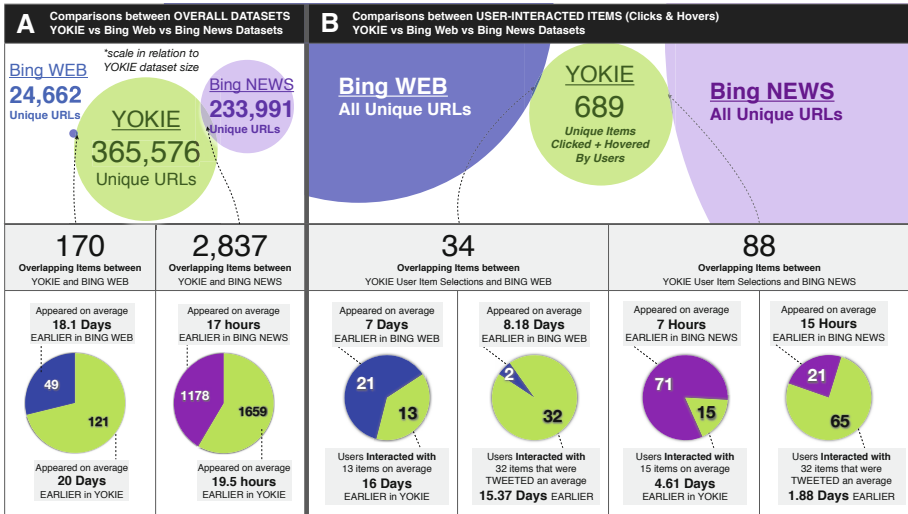 A
Comparisons between OVERALL DATASETS
YOKIE vs Bing Web vs Bing News Datasets
B
Comparisons between USER-INTERACTED ITEMS (Clicks & Hovers)
YOKIE vs Bing Web vs Bing News Datasets
*scale in relation to
YOKIE dataset size
Bing WEB
24,662
Unique URLs
YOKIE
365,576
Unique URLs
Bing NEWS
233,991
Unique URLs
Bing WEB
All Unique URLs
YOKIE
689
Unique Items
Clicked + Hovered
By Users
Bing NEWS
All Unique URLs
170
Overlapping Items between
YOKIE and BING WEB
2,837
Overlapping Items between
YOKIE and BING NEWS
34
Overlapping Items between
YOKIE User Item Selections and BING WEB
88
Overlapping Items between
YOKIE User Item Selections and BING NEWS
Appeared on average
18.1 Days
EARLIER in BING WEB
49
121
Appeared on average
20 Days
EARLIER in YOKIE
Appeared on average
17 hours
EARLIER in BING NEWS
1178
1659
Appeared on average
19.5 hours
EARLIER in YOKIE
Appeared on average
7 Days
EARLIER in BING WEB
21
13
Users Interacted with
13 items on average
16 Days
EARLIER in YOKIE
Appeared on average
8.18 Days
EARLIER in BING WEB
2
32
Users Interacted with
32 items that were
TWEETED an average
15.37 Days EARLIER
Appeared on average
7 Hours
EARLIER in BING NEWS
71
15
Users Interacted with
15 items on average
4.61 Days
EARLIER in YOKIE
Appeared on average
15 Hours
EARLIER in BING NEWS
21
65
Users Interacted with
32 items that were
TWEETED an average
1.88 Days EARLIER